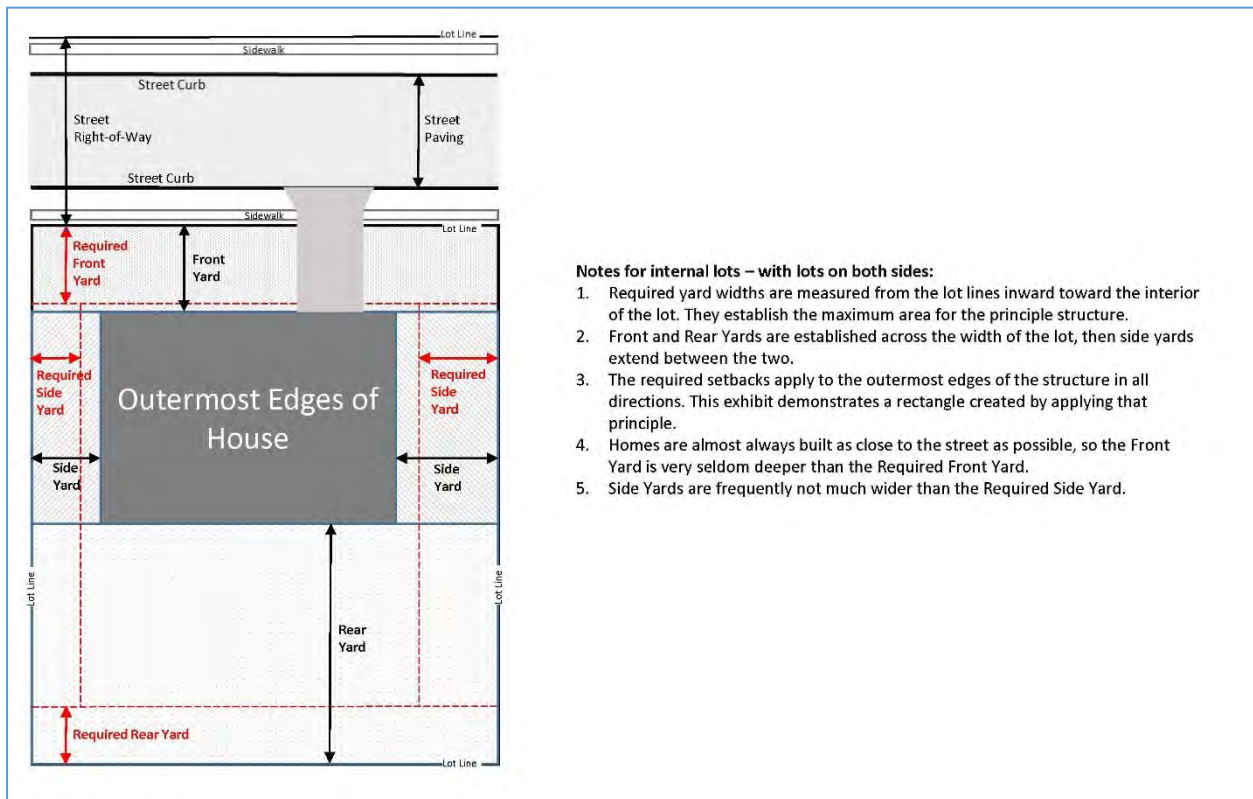 Lot Line
Sidewalk
Street Curb
Street
Right-of-Way
Street
Paving
Street Curb
Sidewalk
Lot Line
Required
Front
Yard
Front
Yard
Required
Side
Yard
Required
Side
Yard
Outermost Edges of
House
Side
Yard
Side
Yard
Lot Line
Lot Line
Rear
Yard
Required Rear Yard
Lot Line
Notes for internal lots – with lots on both sides:
1. Required yard widths are measured from the lot lines inward toward the interior
of the lot. They establish the maximum area for the principle structure.
2. Front and Rear Yards are established across the width of the lot, then side yards
extend between the two.
3. The required setbacks apply to the outermost edges of the structure in all
directions. This exhibit demonstrates a rectangle created by applying that
principle.
4. Homes are almost always built as close to the street as possible, so the Front
Yard is very seldom deeper than the Required Front Yard.
5. Side Yards are frequently not much wider than the Required Side Yard.